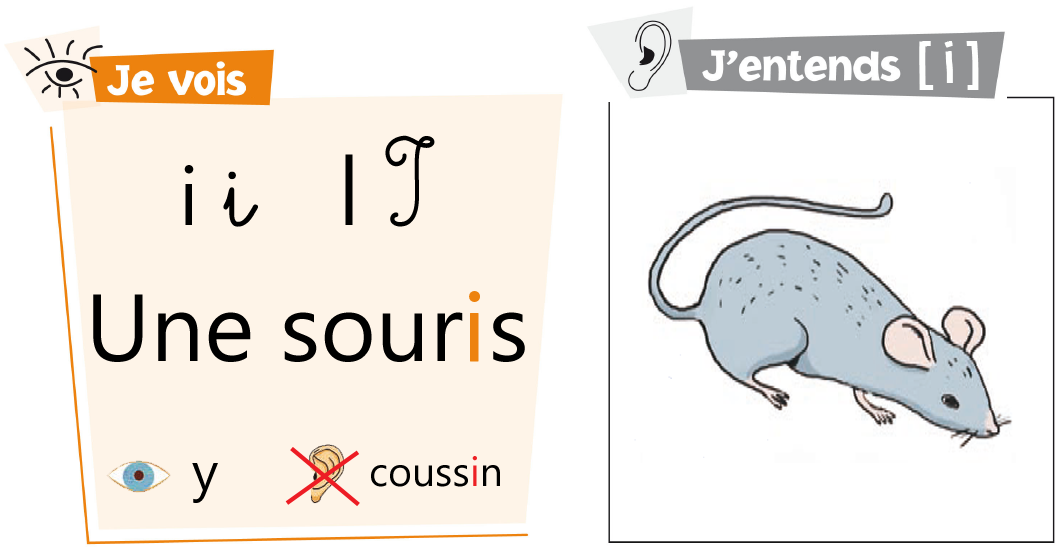 Je vois
i i I I
Une souris
y coussin
J'entends [i]